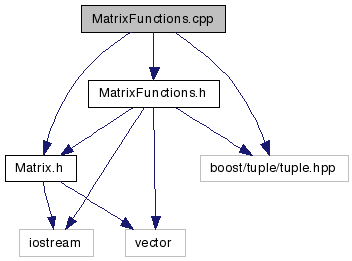 MatrixFunctions.cpp
MatrixFunctions.h
Matrix.h
boost/tuple/tuple.hpp
iostream
vector